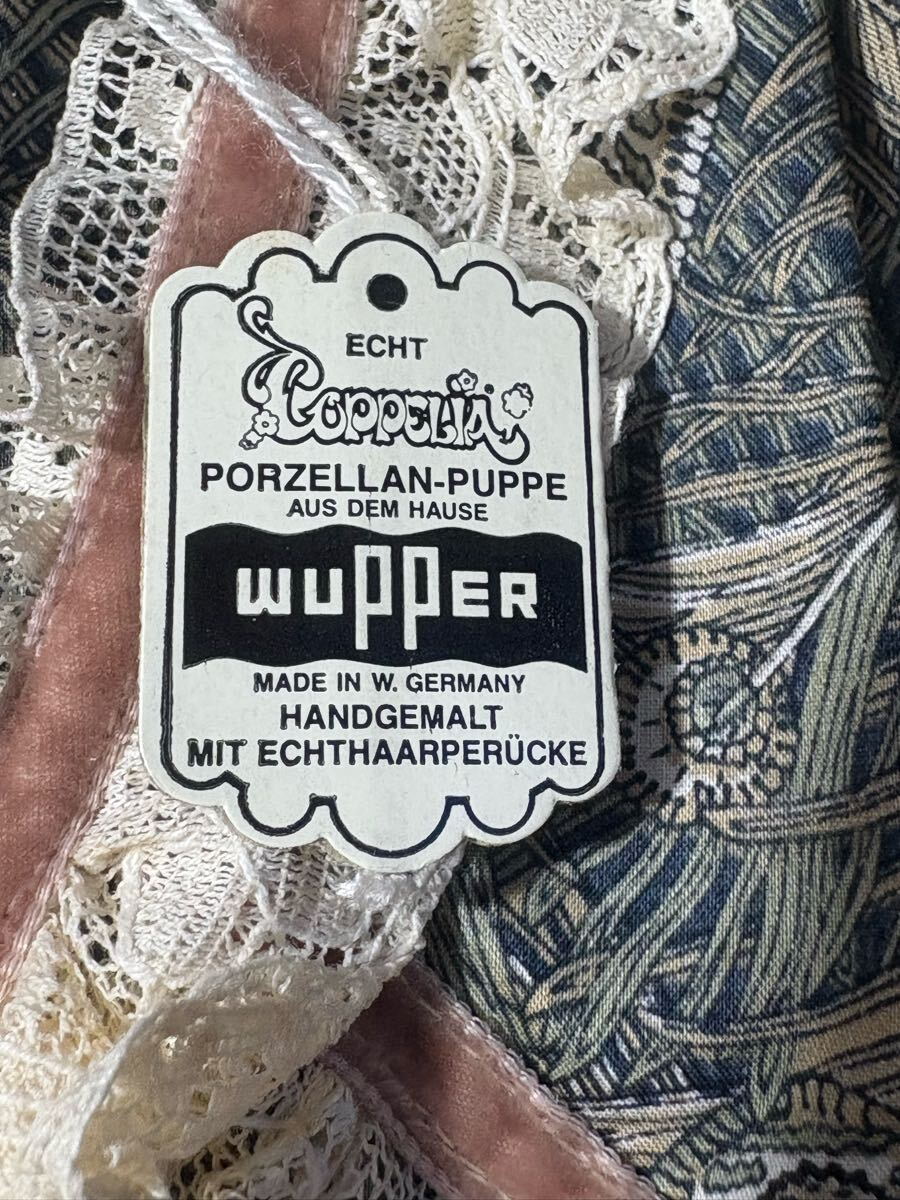 ECHT
COPPELIA
PORZELLAN-PUPPE
AUS DEM HAUSE
WUPPER
MADE IN W. GERMANY
HANDGEMALT
MIT ECHTHAARPERÜCKE